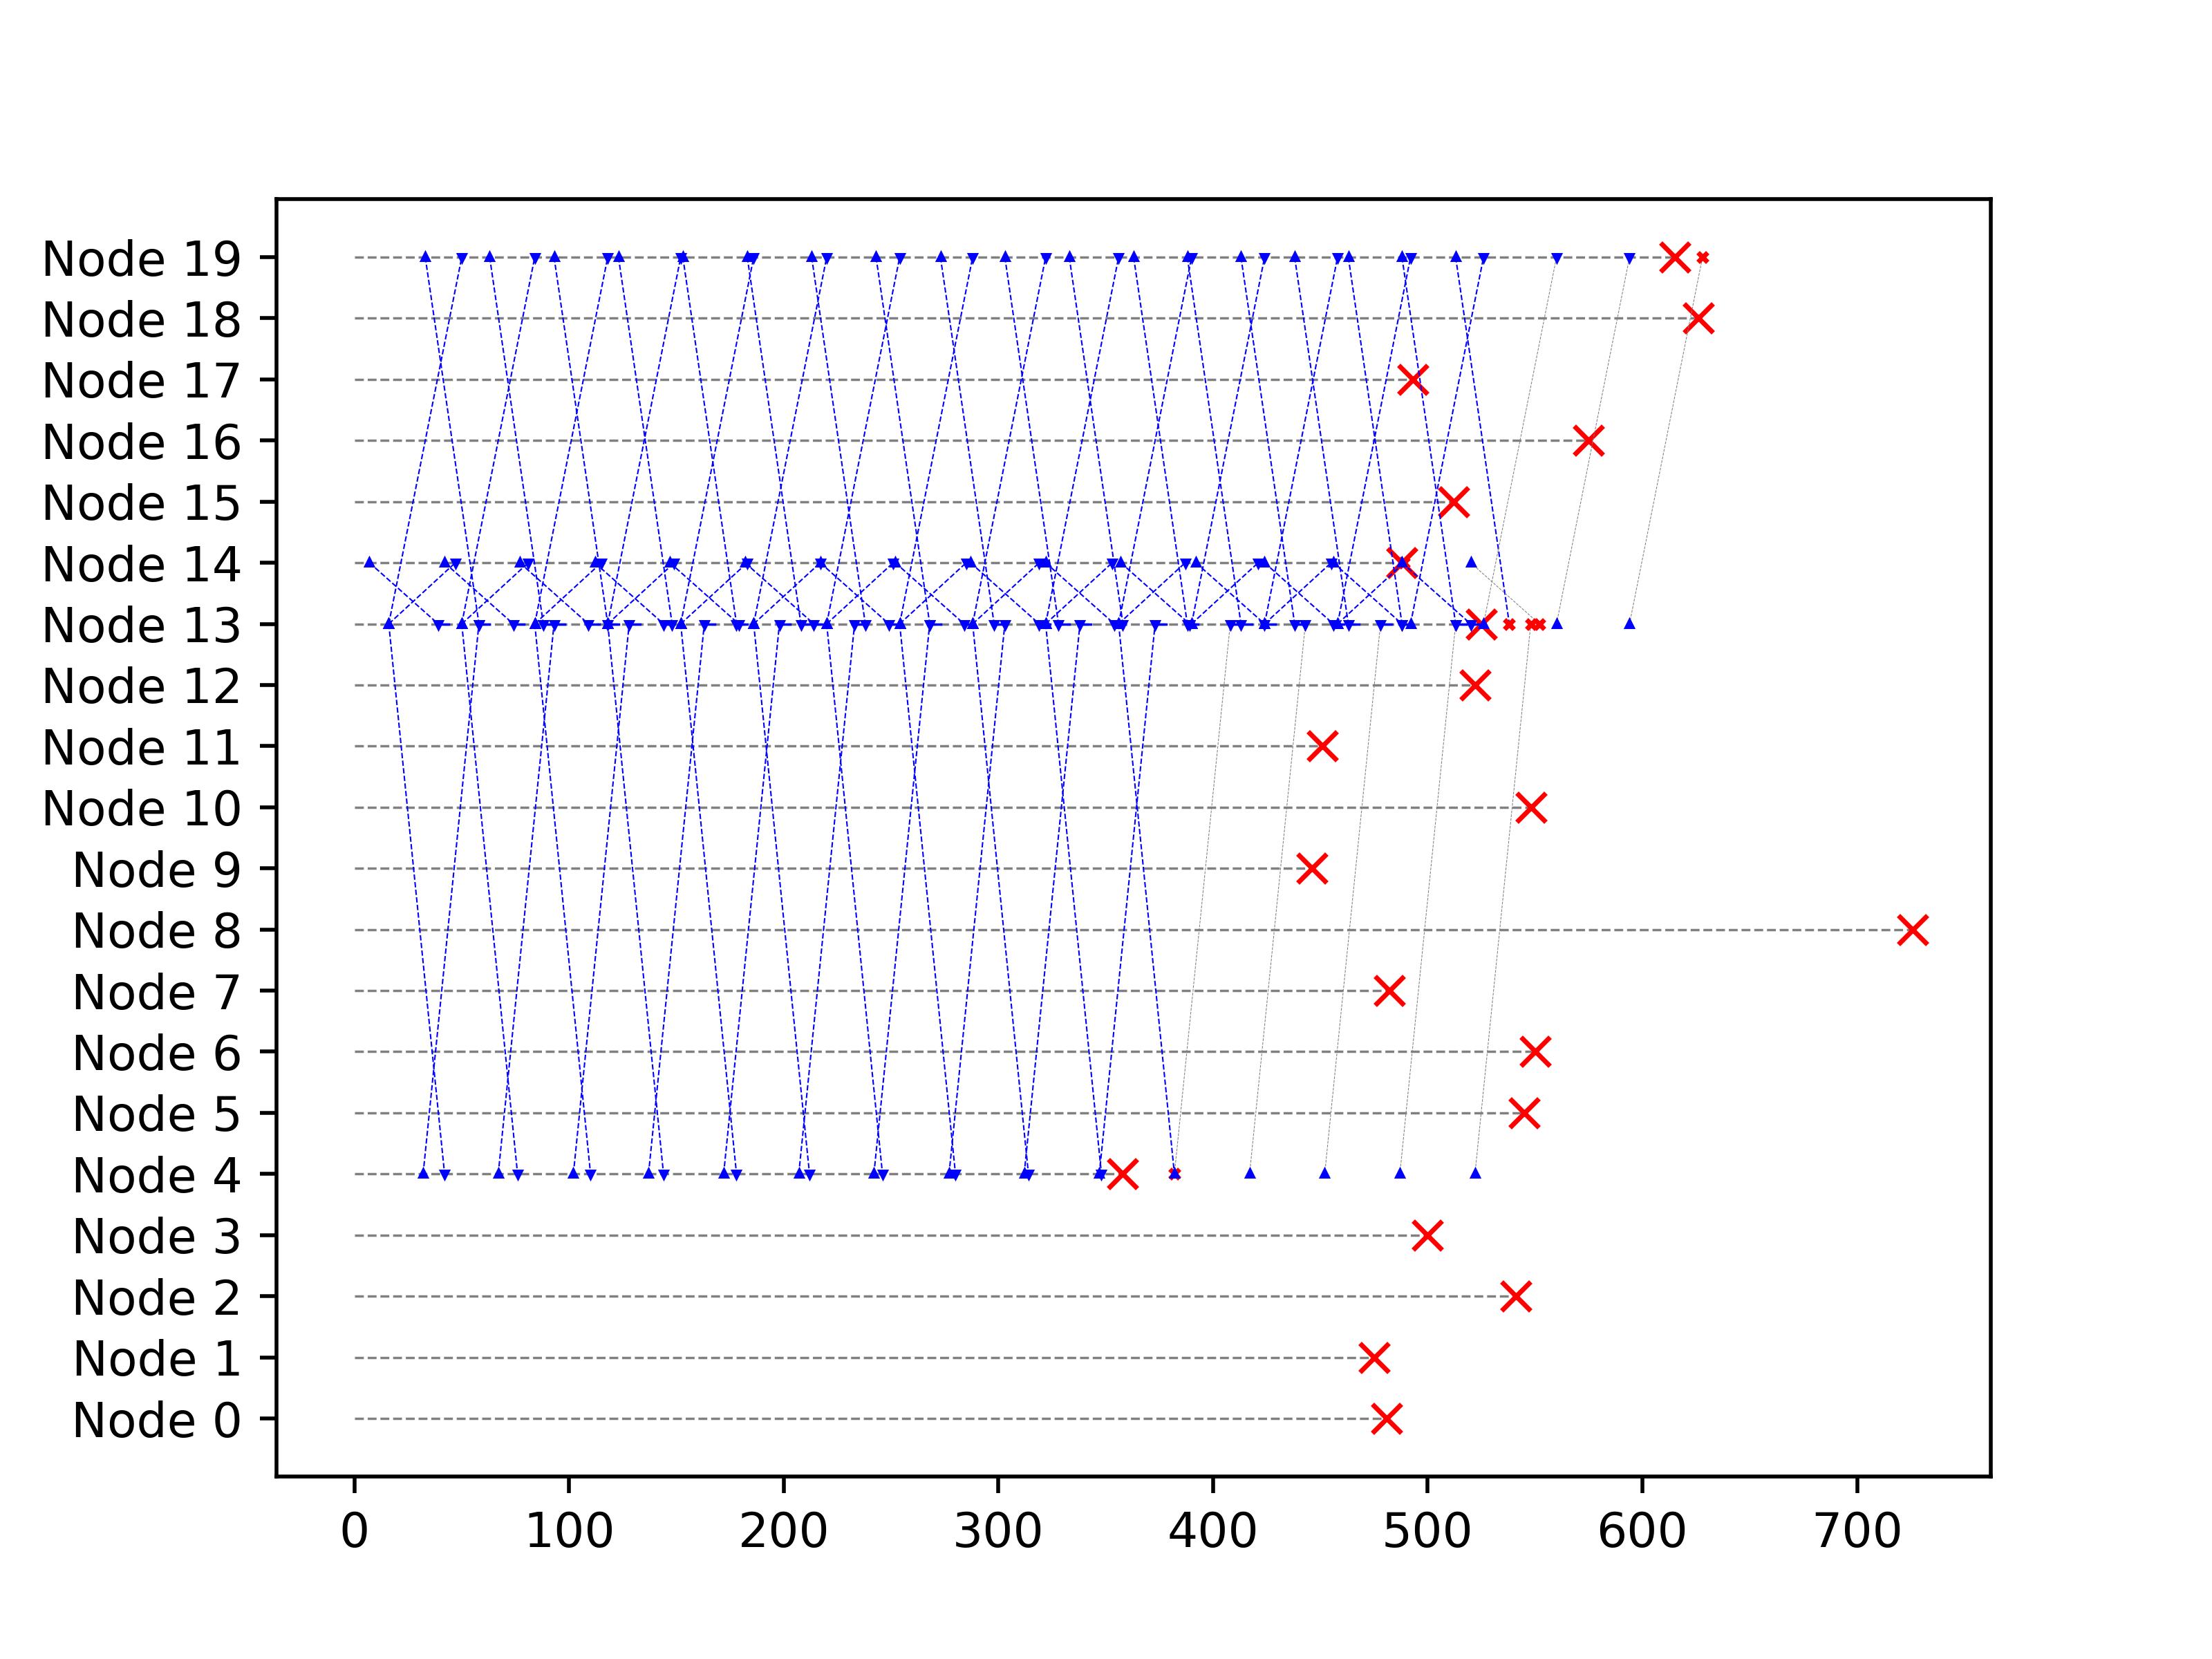 Node 19
Node 18
Node 17
Node 16
Node 15
Node 14
Node 13
Node 12
Node 11
Node 10
Node 9
Node 8
Node 7
Node 6
Node 5
Node 4
Node 3
Node 2
Node 1
Node 0
0 100 200 300 400 500 600 700